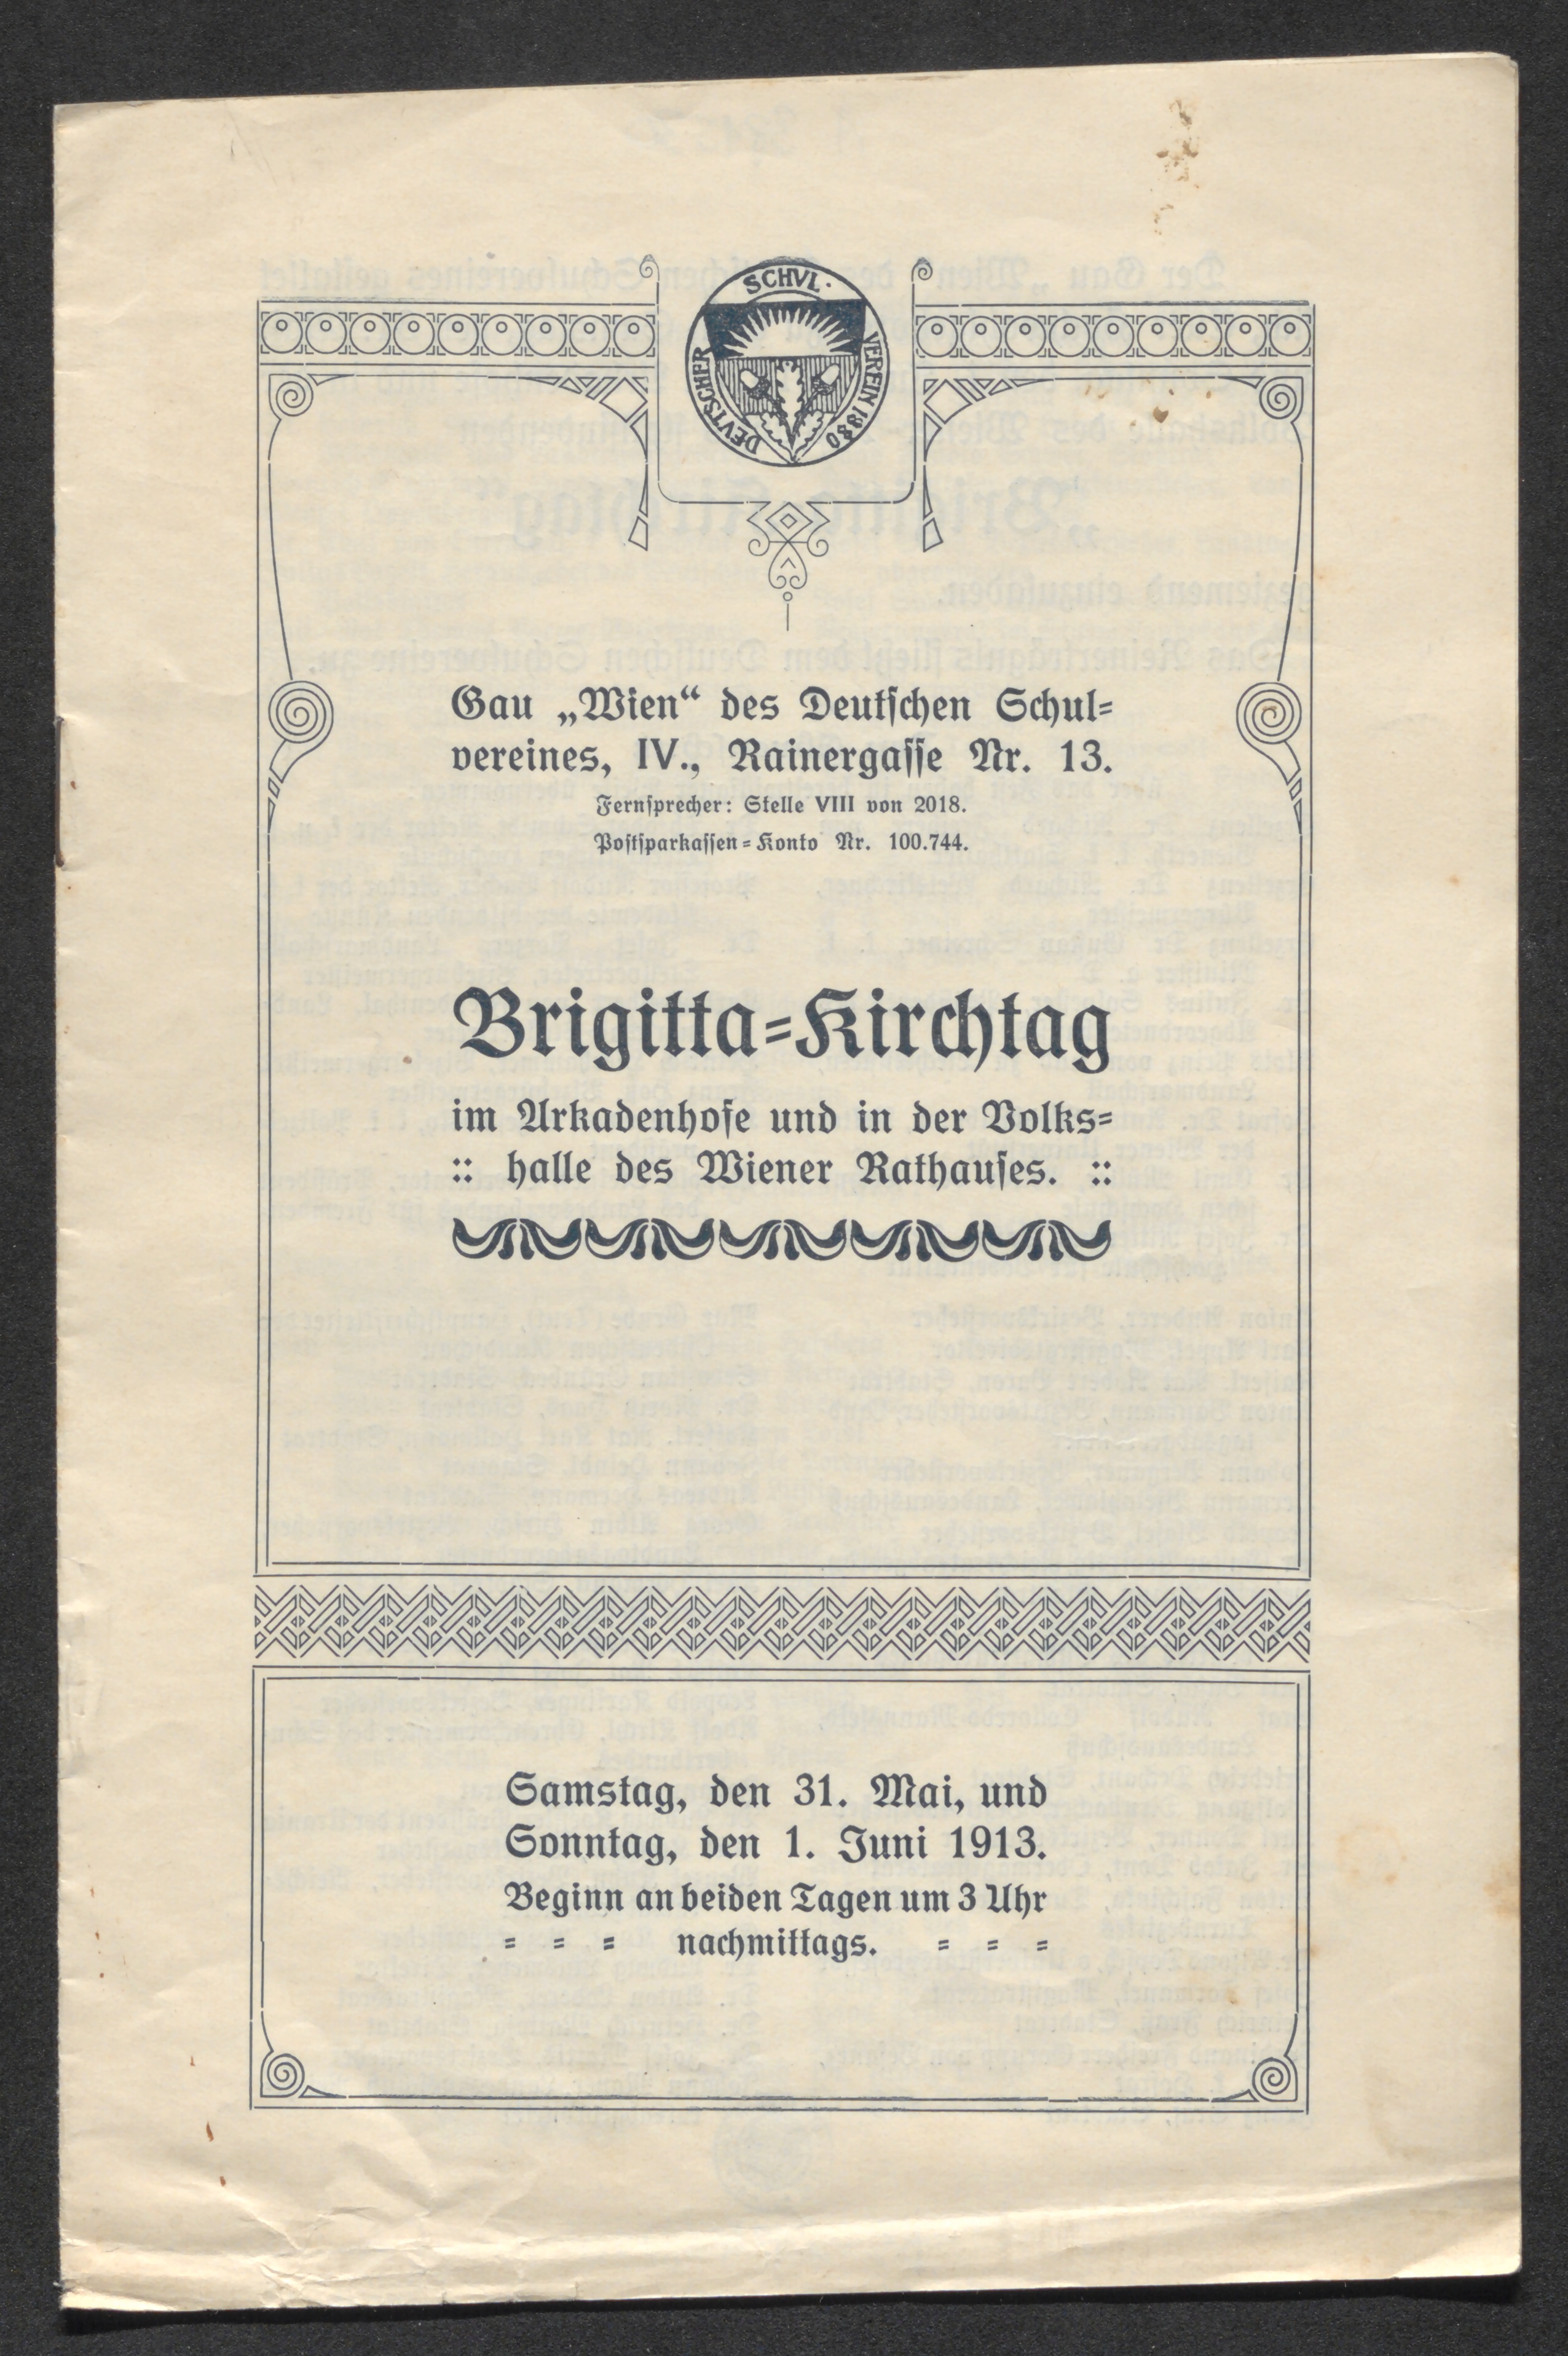 DEVTSCHER SCHVL· VEREIN 1880
Gau „Wien“ des Deutschen Schul=
vereines, IV., Rainergasse Nr. 13.
Fernsprecher: Stelle VIII von 2018.
Postsparkassen=Konto Nr. 100.744.
Brigitta=Kirchtag
im Arkadenhofe und in der Volks=
:: halle des Wiener Rathauses. ::
Samstag, den 31. Mai, und
Sonntag, den 1. Juni 1913.
Beginn an beiden Tagen um 3 Uhr
= = = nachmittags. = = =